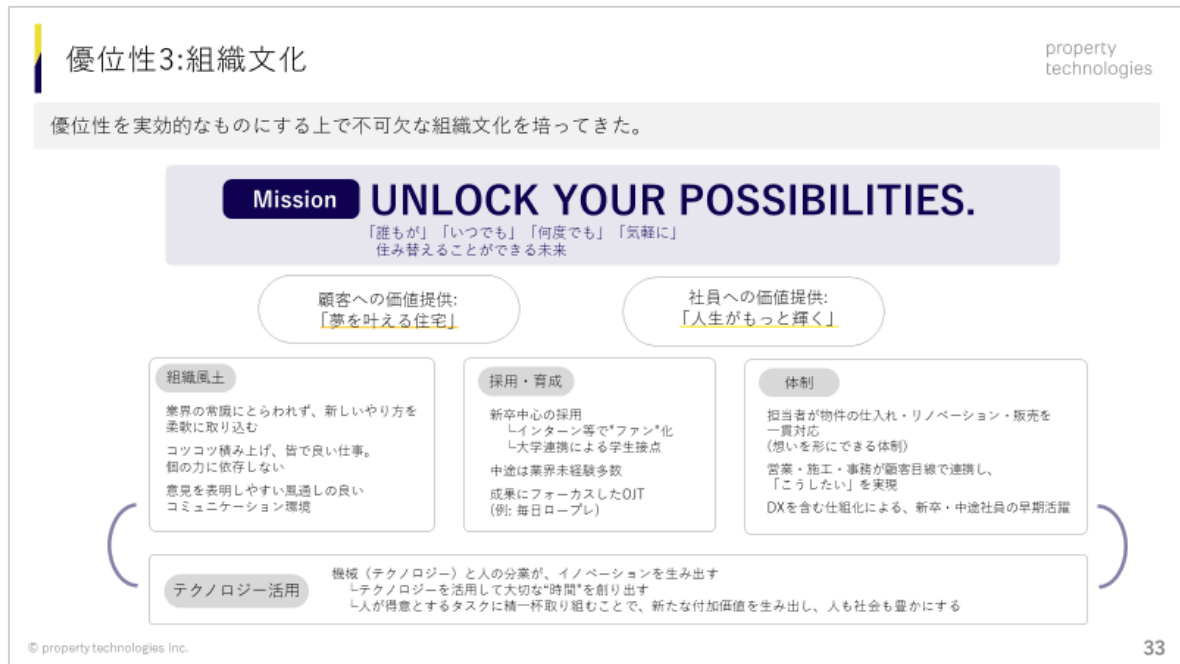 優位性3:組織文化
property
technologies
優位性を実効的なものにする上で不可欠な組織文化を培ってきた。
Mission
UNLOCK YOUR POSSIBILITIES.
「誰もが」「いつでも」「何度でも」「気軽に」
住み替えることができる未来
顧客への価値提供:
「夢を叶える住宅」
社員への価値提供:
「人生がもっと輝く」
組織風土
業界の常識にとらわれず、新しいやり方を
柔軟に取り込む
コツコツ積み上げ、皆で良い仕事。
個の力に依存しない
意見を表明しやすい風通しの良い
コミュニケーション環境
採用・育成
新卒中心の採用
└インターン等で"ファン"化
└大学連携による学生接点
中途は業界未経験多数
成果にフォーカスしたOJT
(例: 毎日ロープレ)
体制
担当者が物件の仕入れ・リノベーション・販売を
一貫対応
(想いを形にできる体制)
営業・施工・事務が顧客目線で連携し、
「こうしたい」を実現
DXを含む仕組化による、新卒・中途社員の早期活躍
テクノロジー活用
機械（テクノロジー）と人の分業が、イノベーションを生み出す
└テクノロジーを活用して大切な“時間”を創り出す
└人が得意とするタスクに精一杯取り組むことで、新たな付加価値を生み出し、人も社会も豊かにする
© property technologies Inc.
33